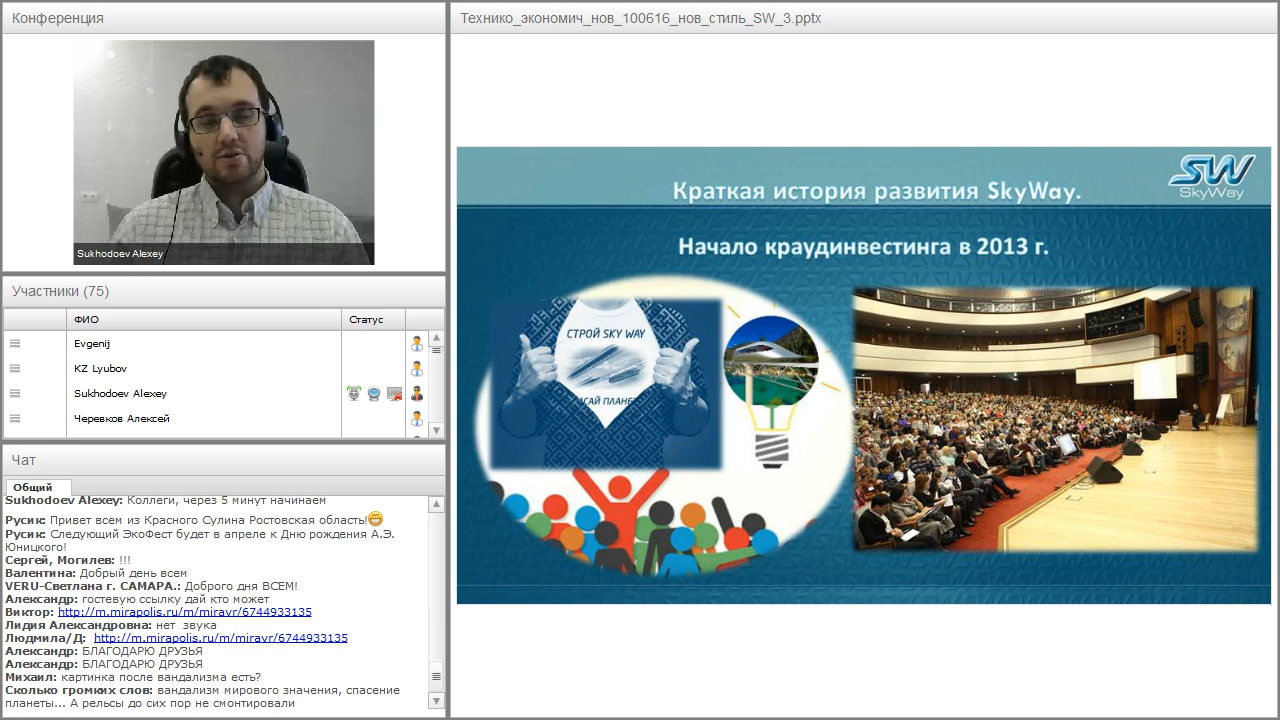 Конференция
Sukhodoev Alexey
Участники (75)
ФИО
Статус
Evgenij
KZ Lyubov
Sukhodoev Alexey
Черевков Алексей
Чат
Общий
Sukhodoev Alexey: Коллеги, через 5 минут начинаем
Русик: Привет всем из Красного Сулина Ростовская область!
Русик: Следующий ЭкоФест будет в апреле к Дню рождения А.Э.
Юницкого!
Сергей, Могилев: !!!
Валентина: Добрый день всем
VERU-Светлана г. САМАРА.: Доброго дня ВСЕМ!
Александр: гостевую ссылку дай кто может
Виктор: http://m.mirapolis.ru/m/miravr/6744933135
Лидия Александровна: нет звука
Людмила/Д: http://m.mirapolis.ru/m/miravr/6744933135
Александр: БЛАГОДАРЮ ДРУЗЬЯ
Александр: БЛАГОДАРЮ ДРУЗЬЯ
Михаил: картинка после вандализма есть?
Сколько громких слов: вандализм мирового значения, спасение
планеты... А рельсы до сих пор не смонтировали
Технико_экономич_нов_100616_нов_стиль_SW_3.pptx
SW
SkyWay
Краткая история развития SkyWay.
Начало краудинвестинга в 2013 г.
СТРОЙ SKY WAY
АСАЙ ПЛАНЕ